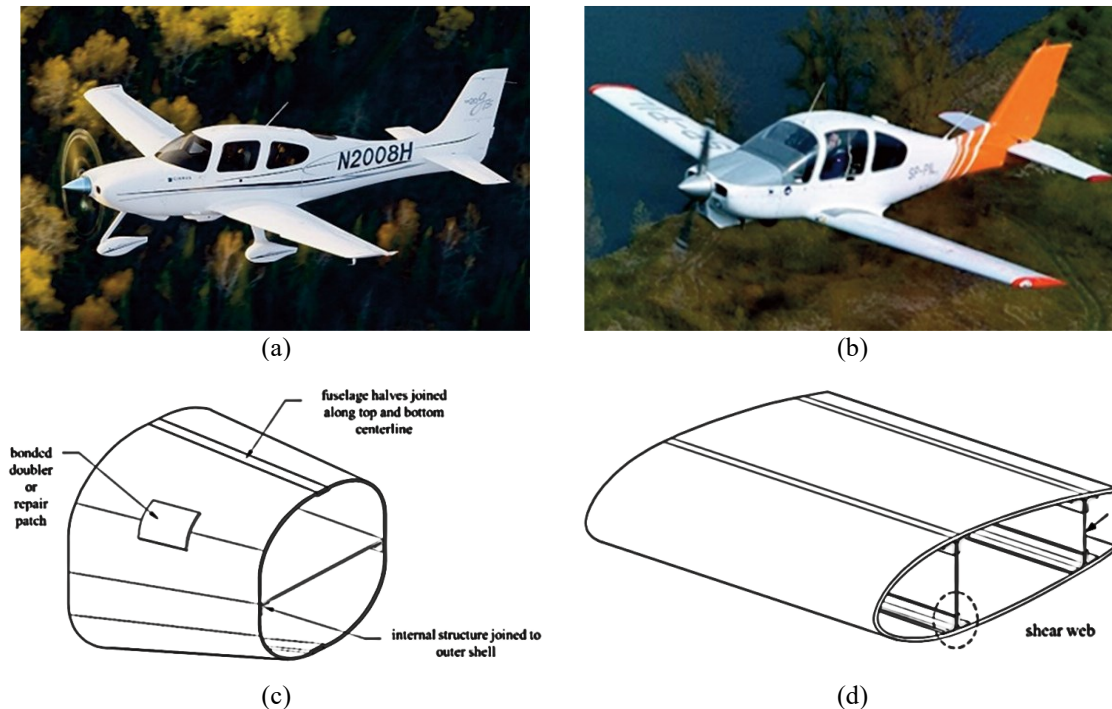 N2008H
CIRRUS
SP-PIL
(a)
(b)
fuselage halves joined
along top and bottom
centerline
bonded
doubler
or
repair
patch
internal structure joined to
outer shell
shear web
(c)
(d)